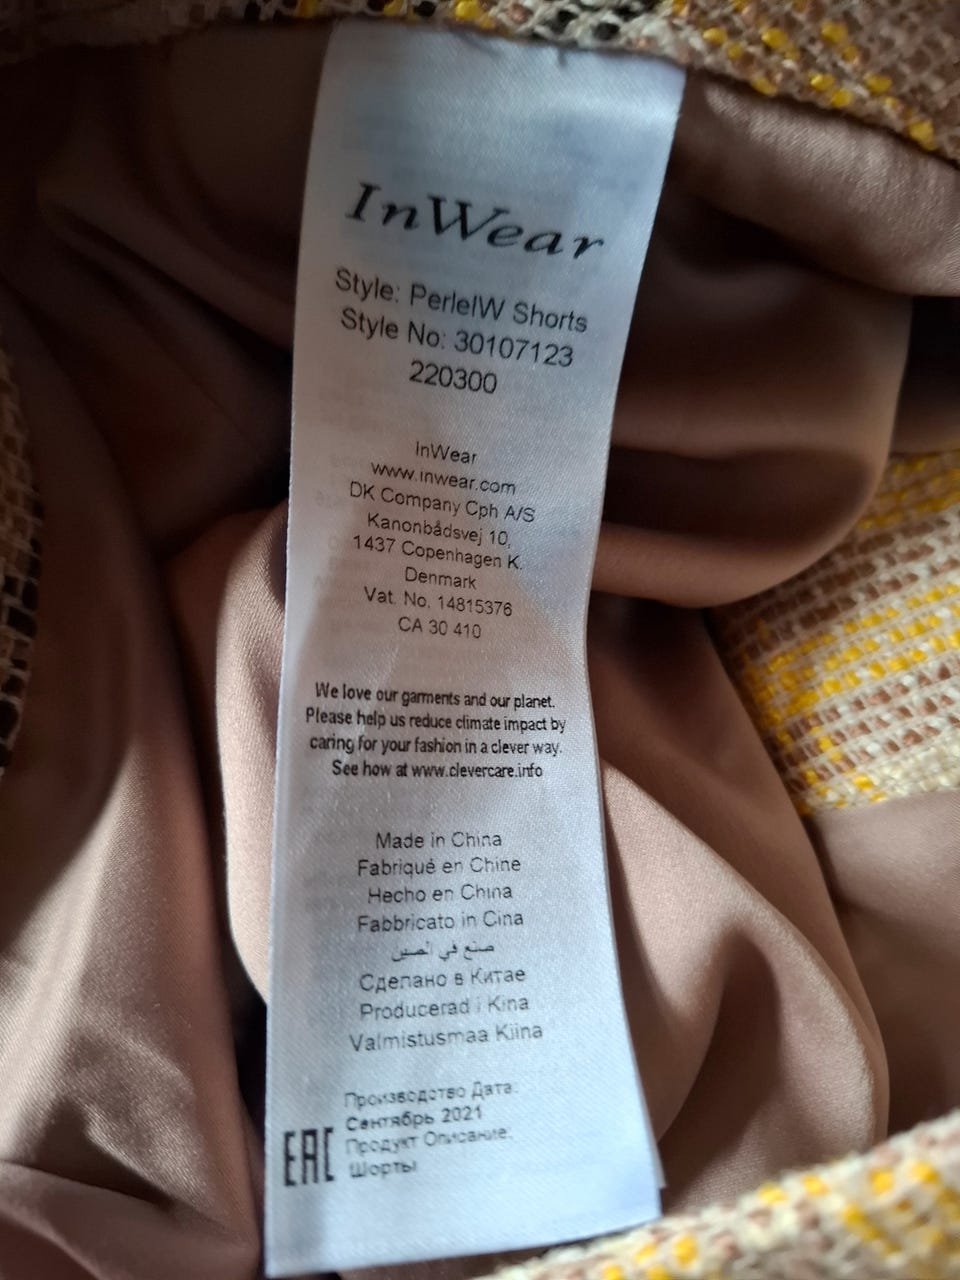 InWear
Style: PerleIW Shorts
Style No: 30107123
220300
InWear
www.inwear.com
DK Company Cph A/S
Kanonbådsvej 10,
1437 Copenhagen K.
Denmark
Vat. No. 14815376
CA 30 410
We love our garments and our planet.
Please help us reduce climate impact by
caring for your fashion in a clever way.
See how at www.clevercare.info
Made in China
Fabriqué en Chine
Hecho en China
Fabbricato in Cina
صنع في الصين
Сделано в Китае
Producerad i Kina
Valmistusmaa Kiina
Производство Дата:
Сентябрь 2021
Продукт Описание:
Шорты
EAC